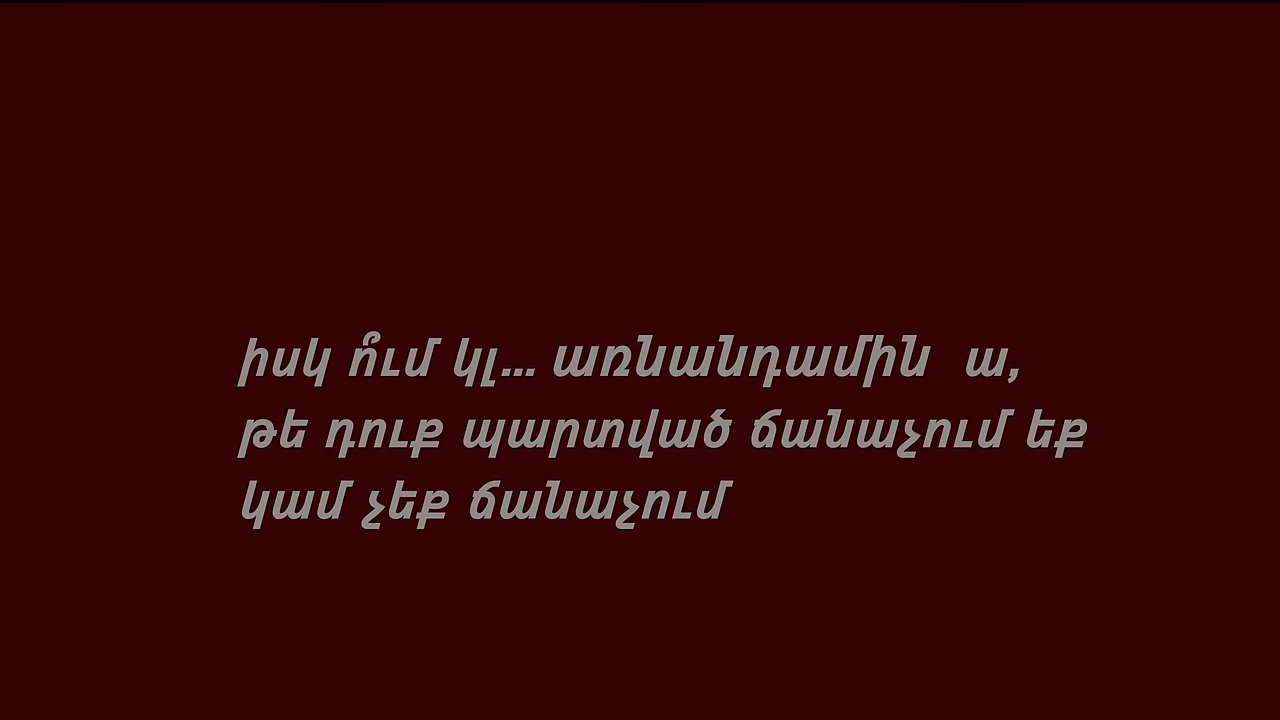 իսկ ո՞ւմ կլ... առնանդամին ա,
թե դուք պարտված ճանաչում եք
կամ չեք ճանաչում